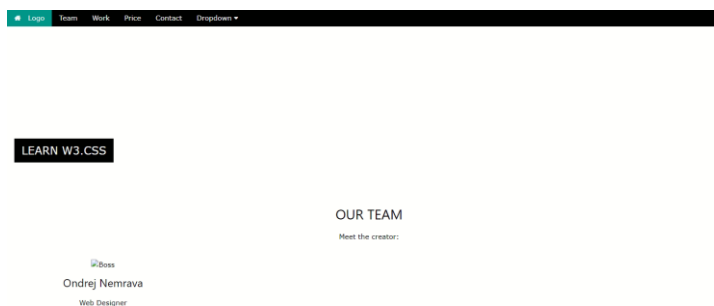 Logo Team Work Price Contact Dropdown
LEARN W3.CSS
OUR TEAM
Meet the creator:
Boss
Ondrej Nemrava
Web Designer